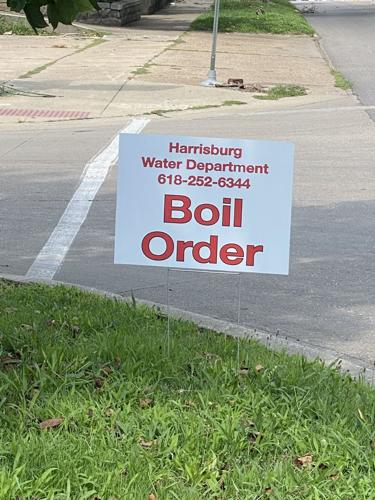 Harrisburg
Water Department
618-252-6344
Boil
Order